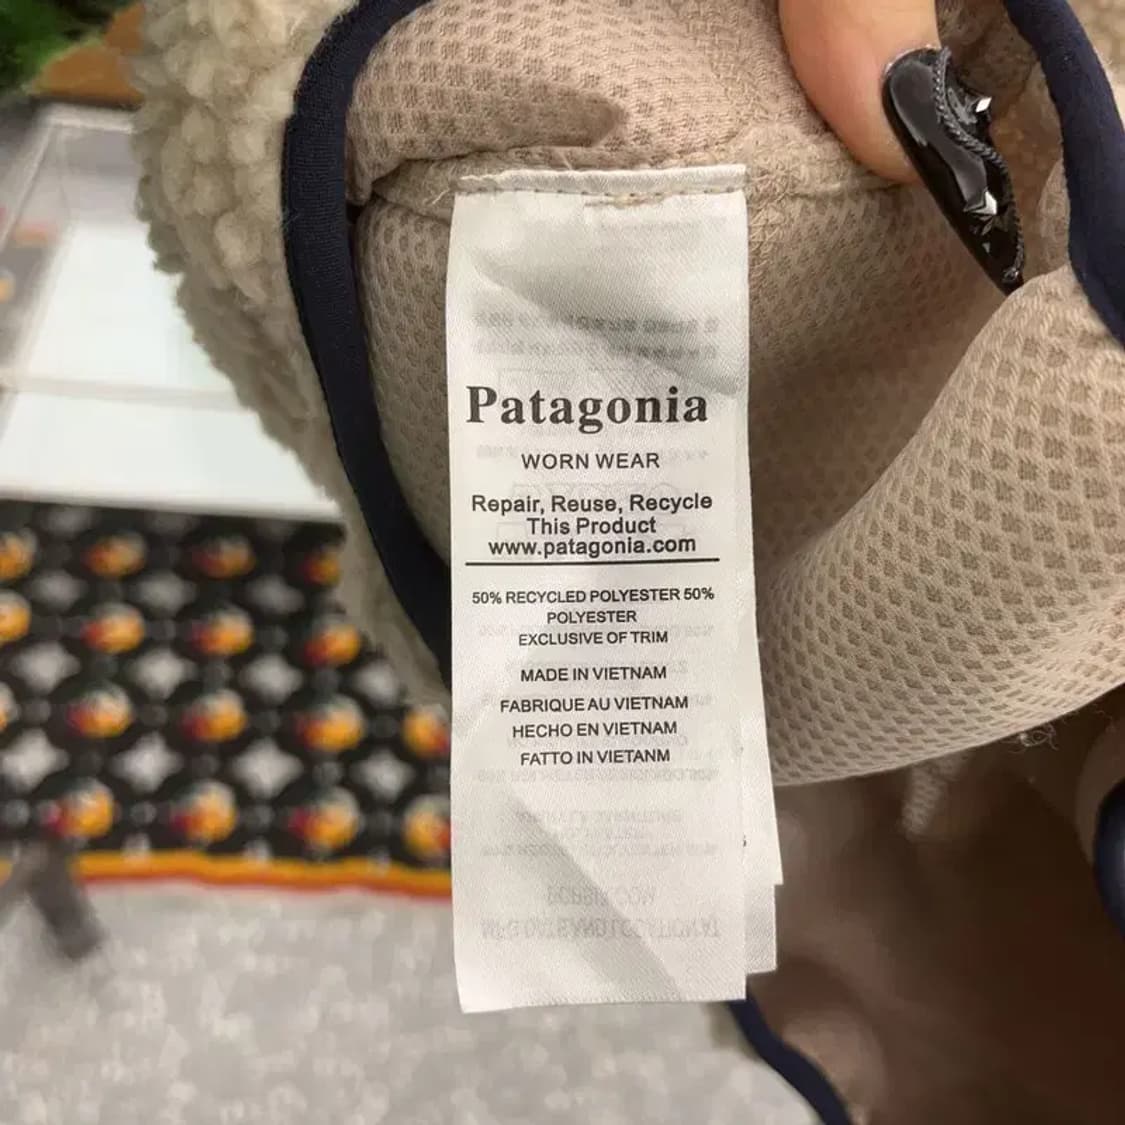 Patagonia
WORN WEAR
Repair, Reuse, Recycle
This Product
www.patagonia.com
50% RECYCLED POLYESTER 50%
POLYESTER
EXCLUSIVE OF TRIM
MADE IN VIETNAM
FABRIQUE AU VIETNAM
HECHO EN VIETNAM
FATTO IN VIETANM